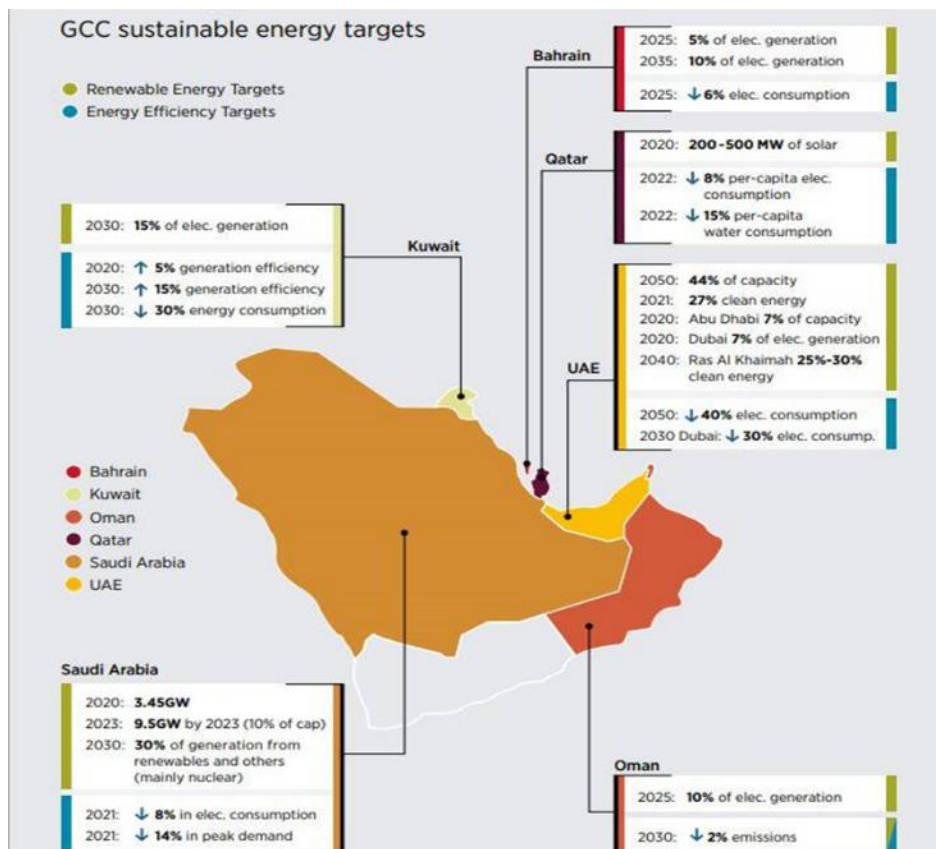 GCC sustainable energy targets
Renewable Energy Targets
Energy Efficiency Targets
Bahrain
2025: 5% of elec. generation
2035: 10% of elec. generation
2025: ↓ 6% elec. consumption
Qatar
2020: 200-500 MW of solar
2022: ↓ 8% per-capita elec.
consumption
2022: ↓ 15% per-capita
water consumption
Kuwait
2030: 15% of elec. generation
2020: ↑ 5% generation efficiency
2030: ↑ 15% generation efficiency
2030: ↓ 30% energy consumption
UAE
2050: 44% of capacity
2021: 27% clean energy
2020: Abu Dhabi 7% of capacity
2020: Dubai 7% of elec. generation
2040: Ras Al Khaimah 25%-30%
clean energy
2050: ↓ 40% elec. consumption
2030 Dubai: ↓ 30% elec. consump.
Bahrain
Kuwait
Oman
Qatar
Saudi Arabia
UAE
Saudi Arabia
2020: 3.45GW
2023: 9.5GW by 2023 (10% of cap)
2030: 30% of generation from
renewables and others
(mainly nuclear)
2021: ↓ 8% in elec. consumption
2021: ↓ 14% in peak demand
Oman
2025: 10% of elec. generation
2030: ↓ 2% emissions